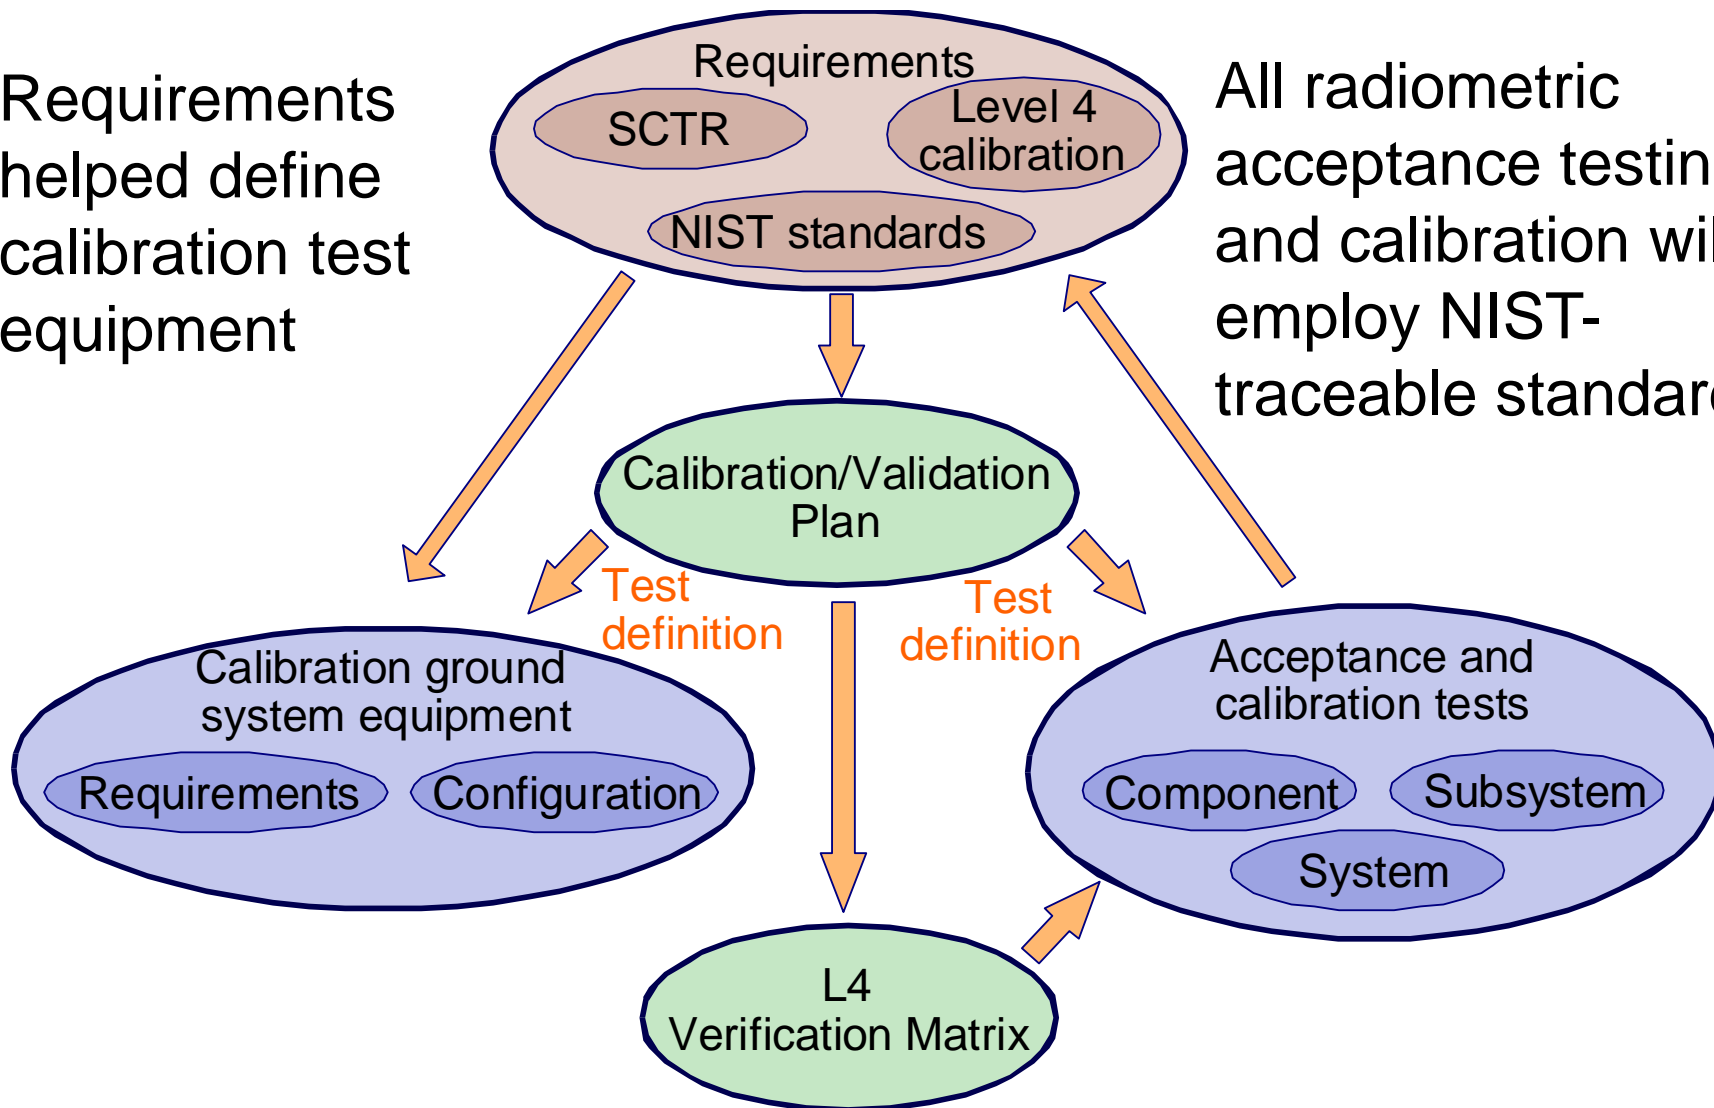 Requirements
helped define
calibration test
equipment
Requirements
SCTR
Level 4
calibration
NIST standards
All radiometric
acceptance
and calibration
employ NIST-
traceable
Calibration/Validation
Plan
Test
definition
Test
definition
Calibration ground
system equipment
Requirements
Configuration
Acceptance and
calibration tests
Component
Subsystem
System
L4
Verification Matrix